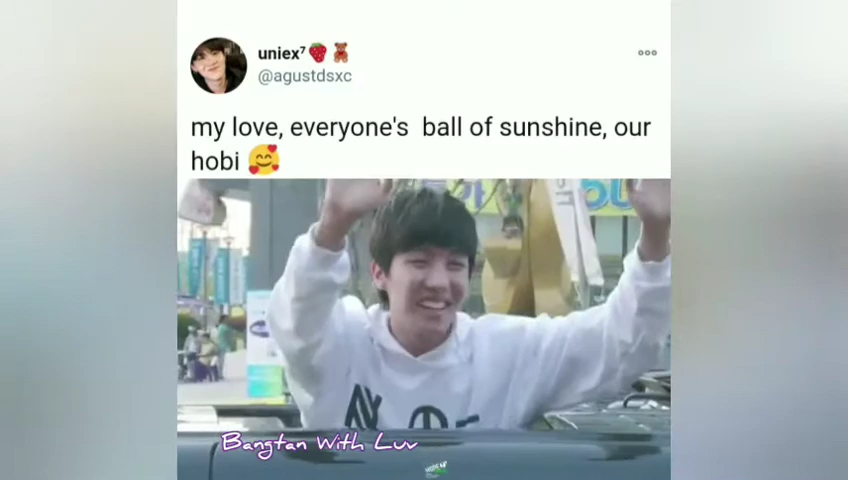 uniex⁷🍓🧸
@agustdsxc
my love, everyone's ball of sunshine, our
hobi 🥰
Bangtan With Luv